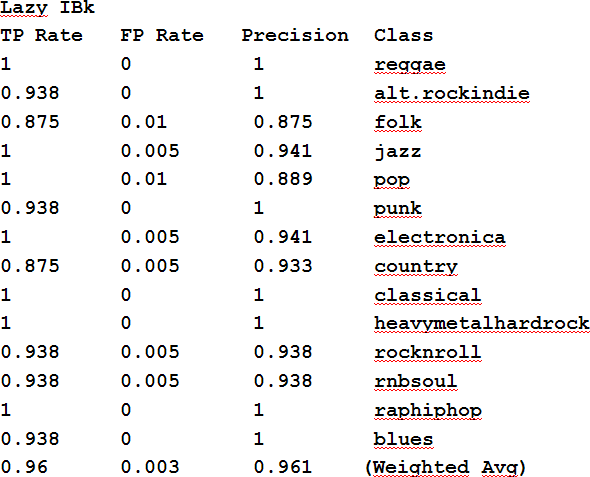 Lazy IBk
TP Rate FP Rate Precision Class
1 0 1 reggae
0.938 0 1 alt.rockindie
0.875 0.01 0.875 folk
1 0.005 0.941 jazz
1 0.01 0.889 pop
0.938 0 1 punk
1 0.005 0.941 electronica
0.875 0.005 0.933 country
1 0 1 classical
1 0 1 heavymetalhardrock
0.938 0.005 0.938 rocknroll
0.938 0.005 0.938 rnbsoul
1 0 1 raphiphop
0.938 0 1 blues
0.96 0.003 0.961 (Weighted Avg)